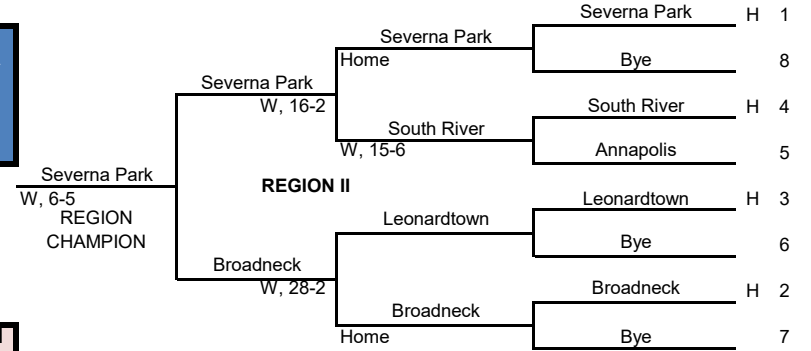 Severna Park H 1
Severna Park
Home
Bye 8
Severna Park
W, 16-2
South River H 4
South River
W, 15-6
Annapolis 5
Severna Park
W, 6-5
REGION
CHAMPION
REGION II
Leonardtown H 3
Leonardtown
Bye 6
Broadneck
W, 28-2
Broadneck H 2
Broadneck
Home
Bye 7